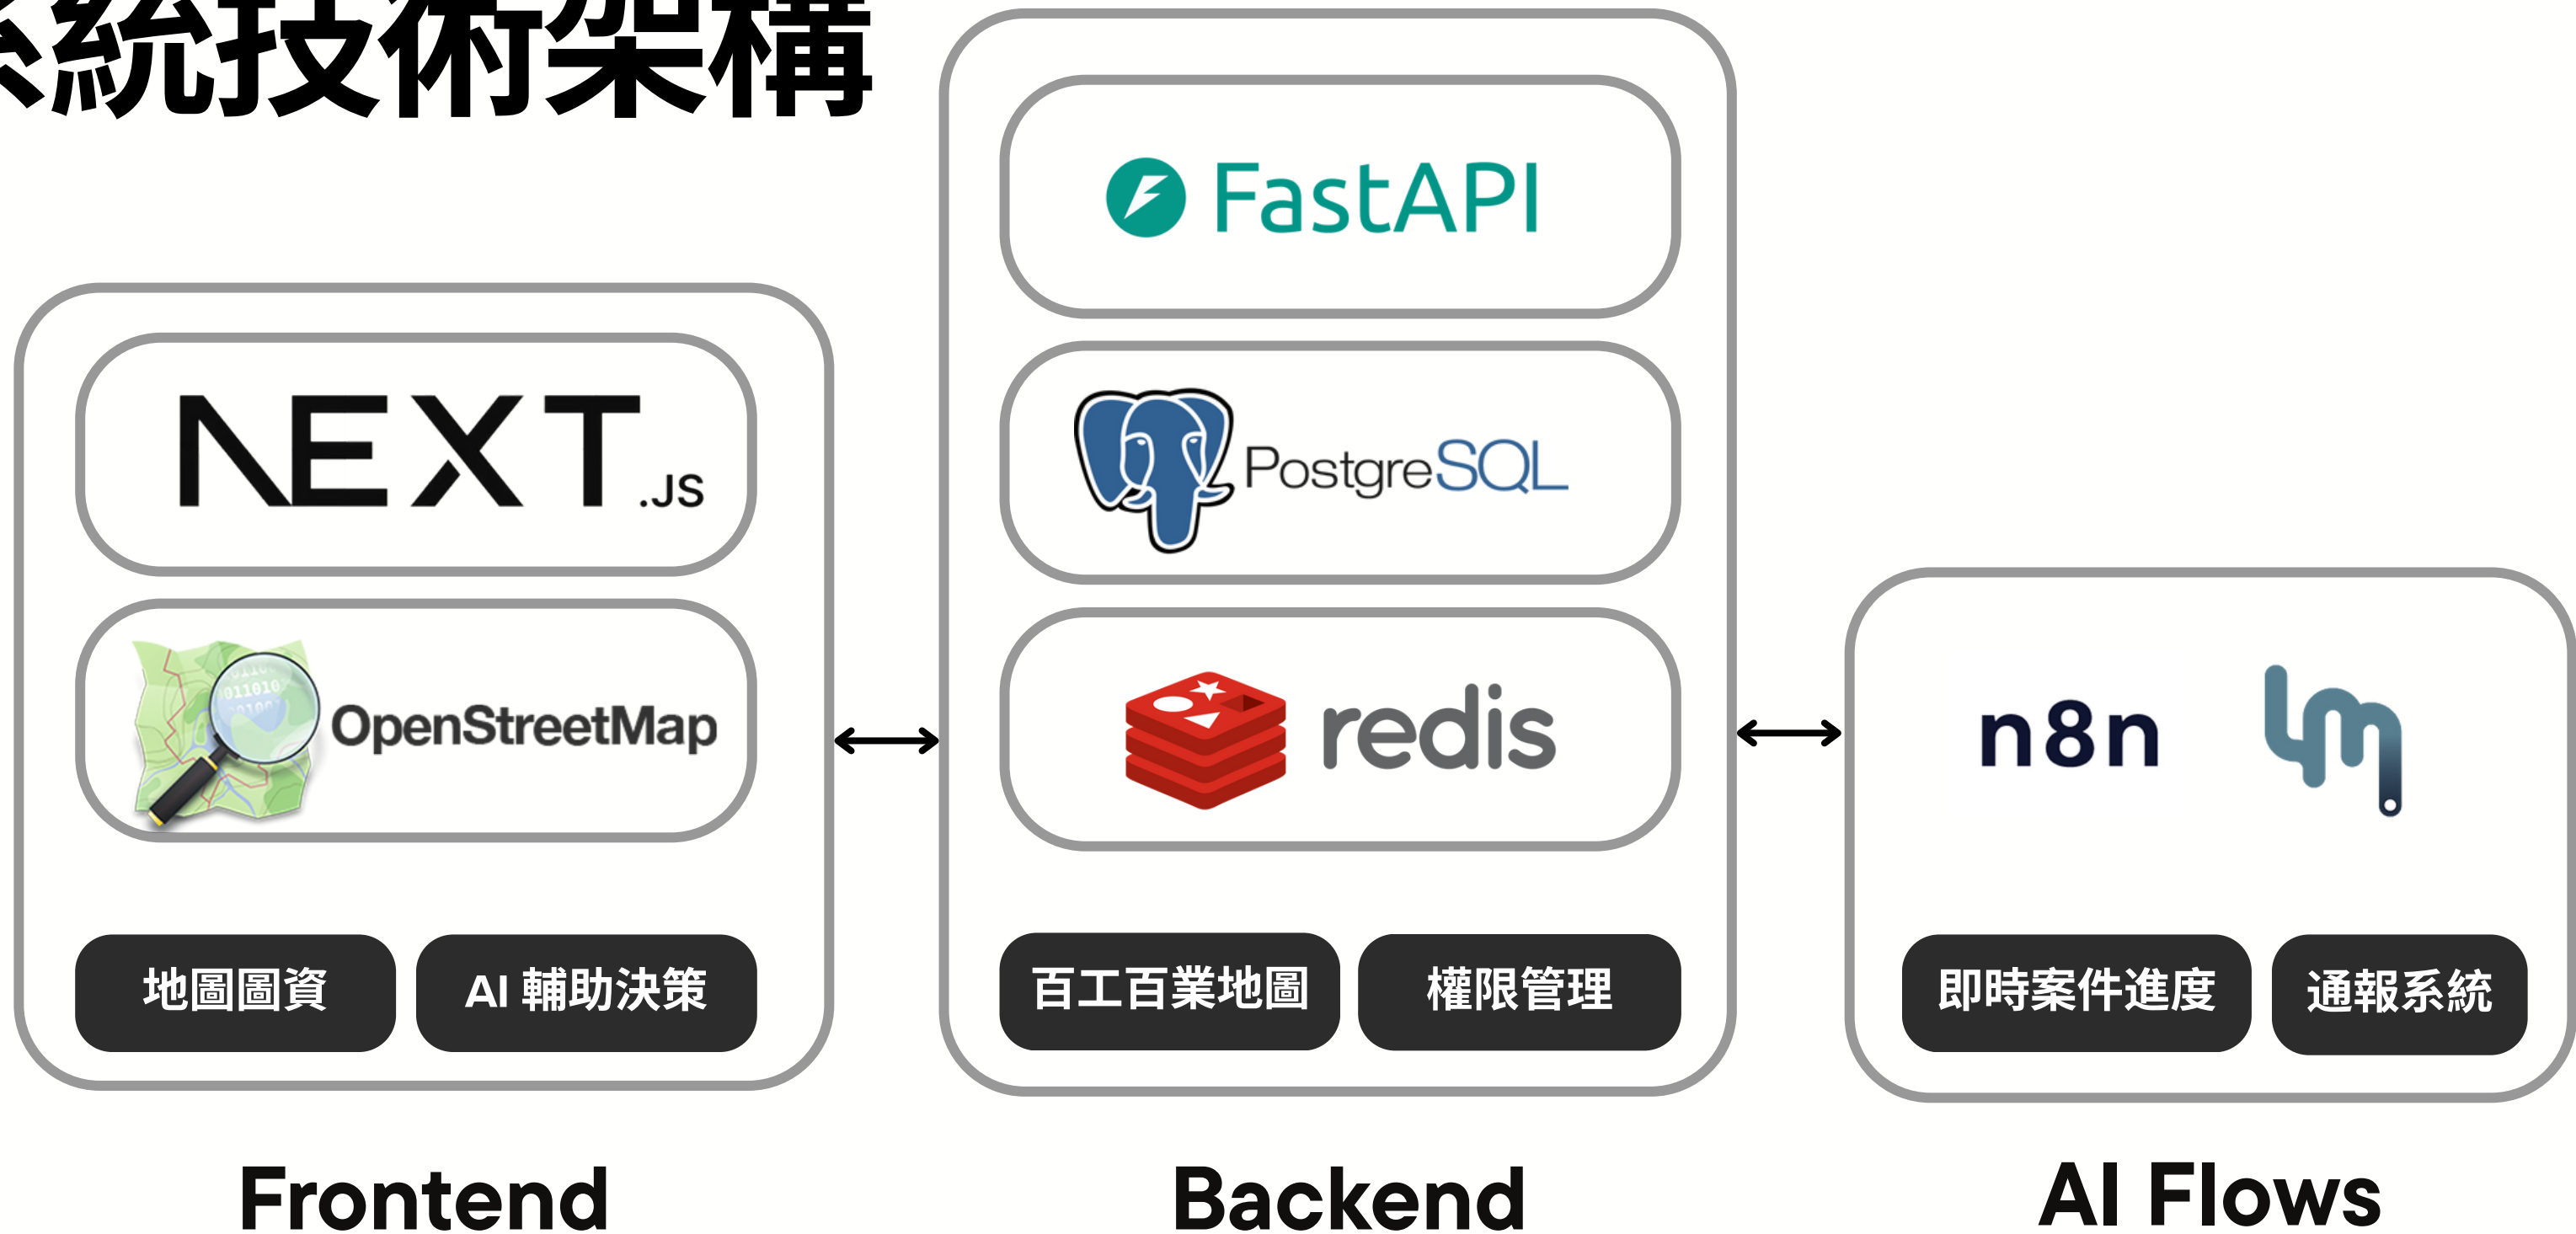 系統技術架構
NEXT.JS
OpenStreetMap
地圖圖資
AI 輔助決策
Frontend
FastAPI
PostgreSQL
redis
百工百業地圖
權限管理
Backend
n8n
即時案件進度
通報系統
AI Flows